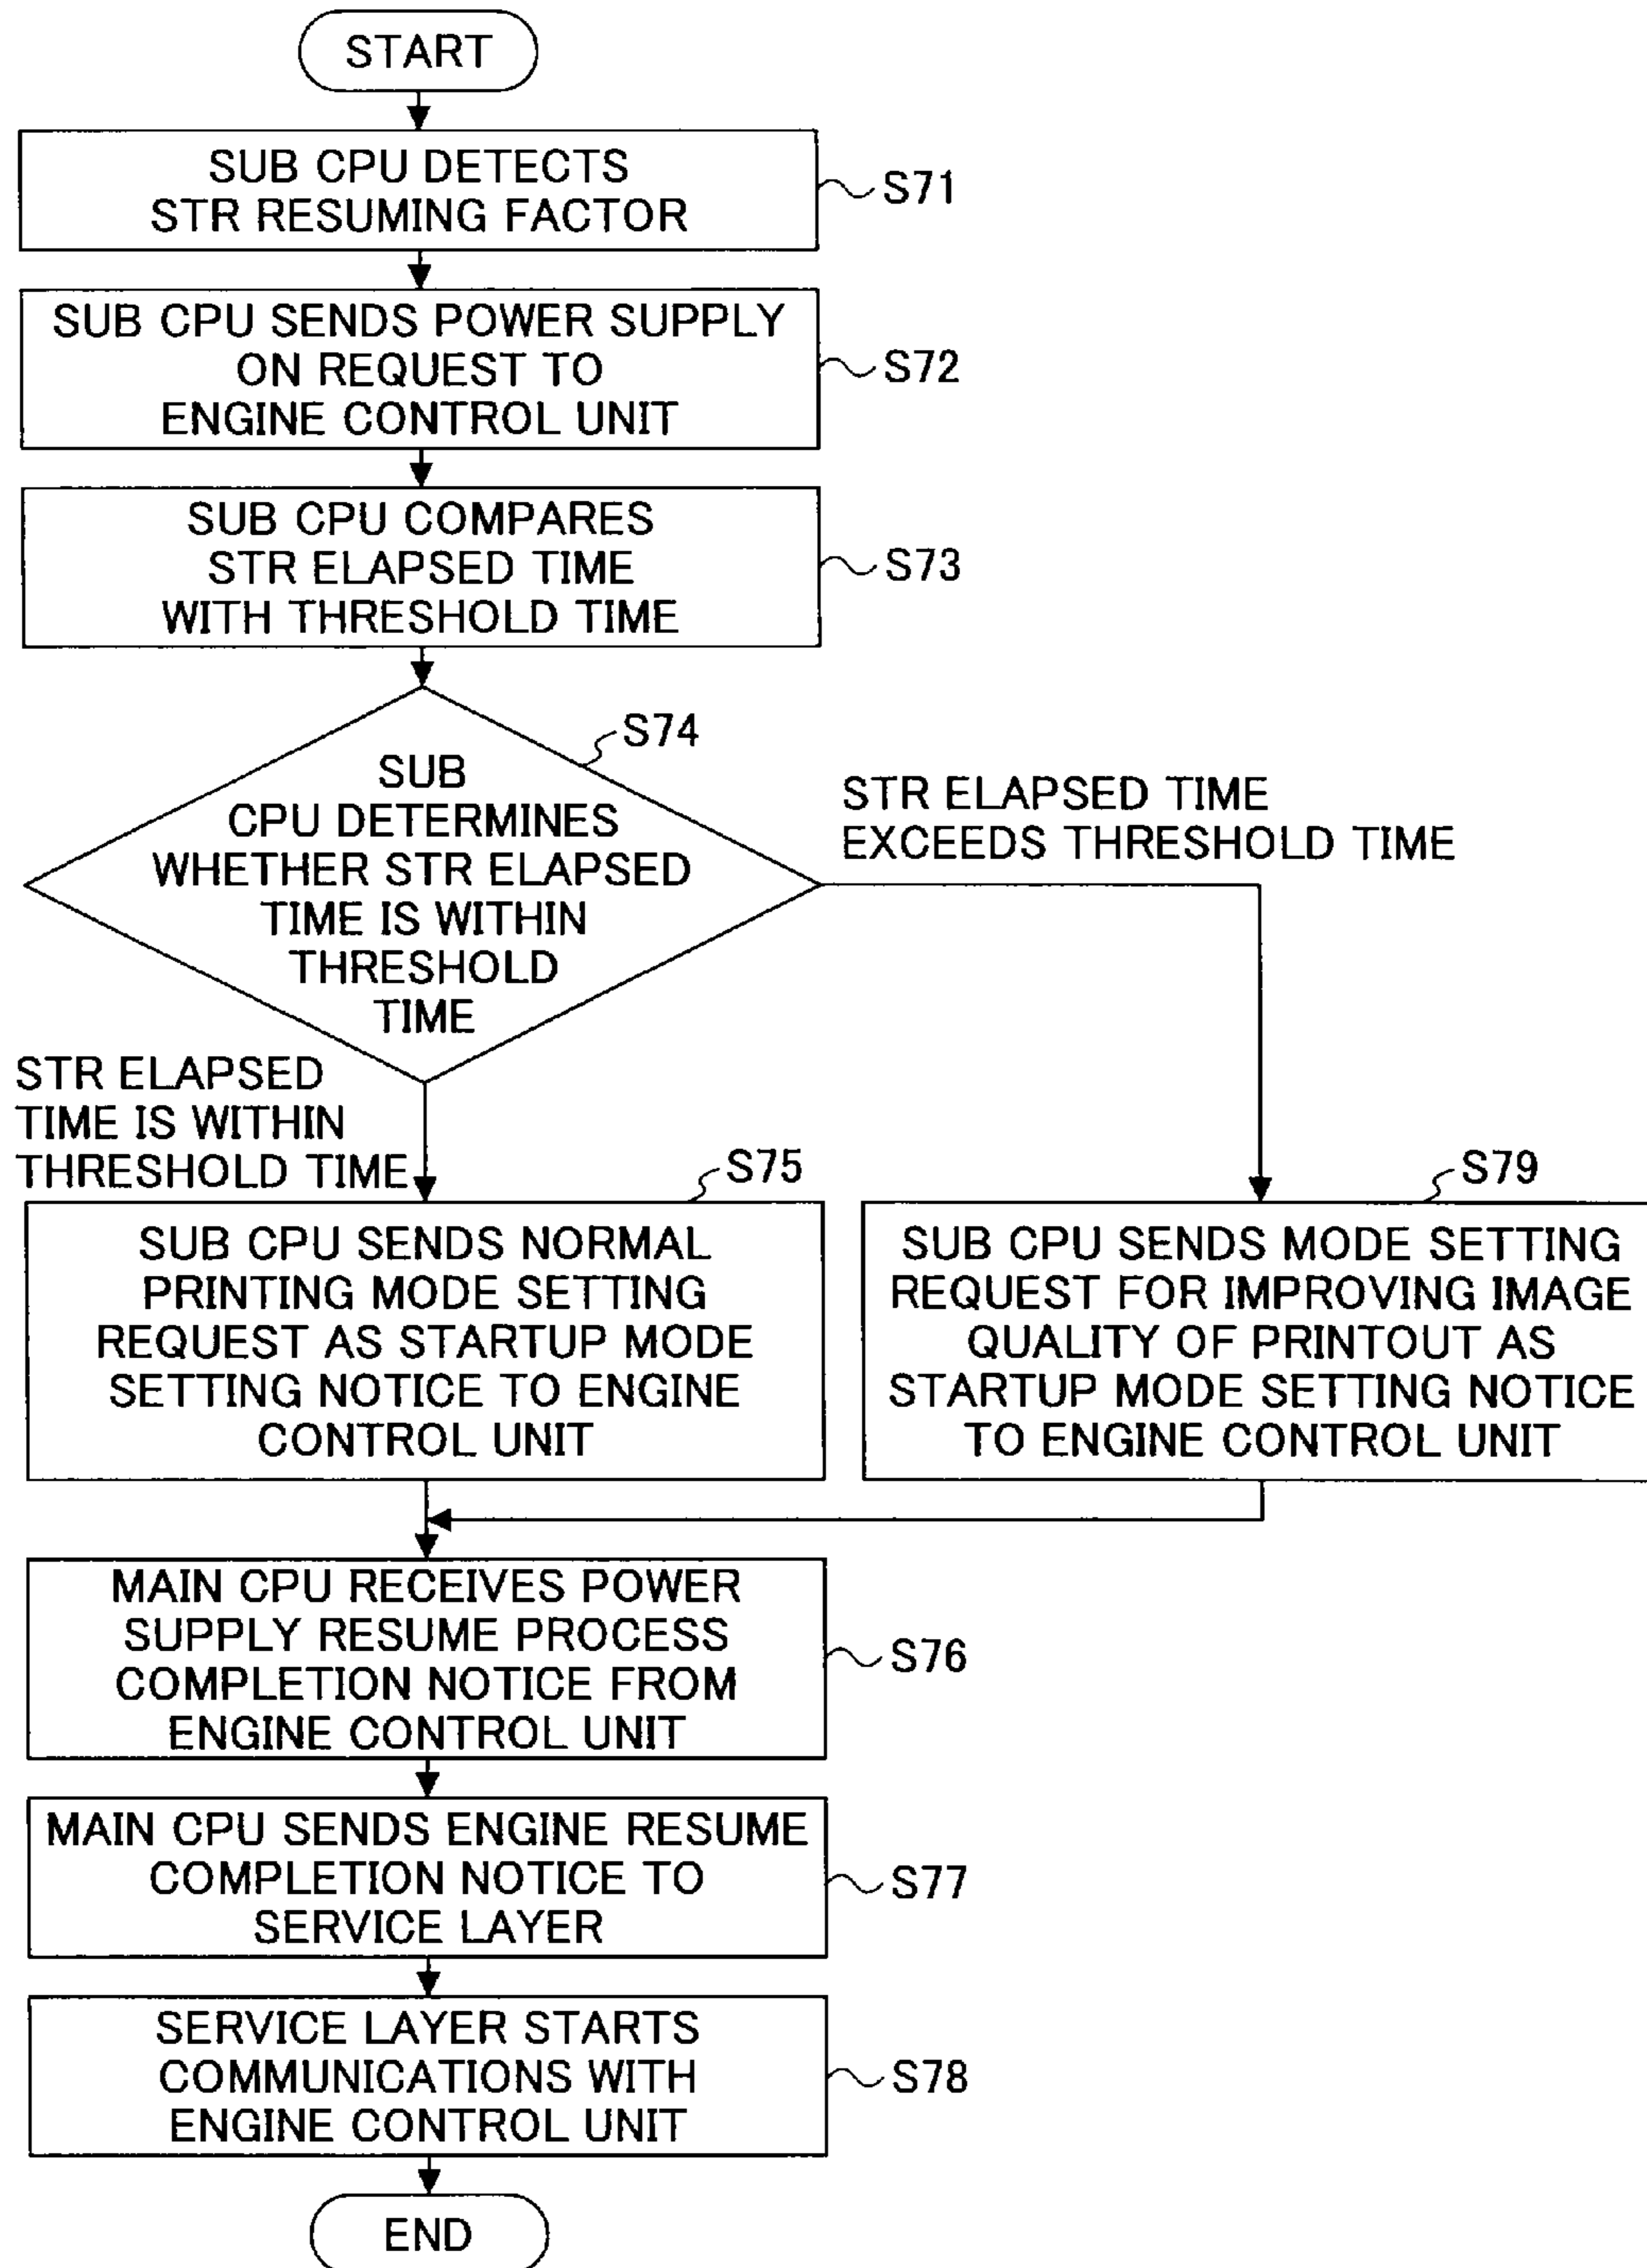 START
SUB CPU DETECTS
STR RESUMING FACTOR
S71
SUB CPU SENDS POWER SUPPLY
ON REQUEST TO
ENGINE CONTROL UNIT
S72
SUB CPU COMPARES
STR ELAPSED TIME
WITH THRESHOLD TIME
S73
S74
SUB
CPU DETERMINES
WHETHER STR ELAPSED
TIME IS WITHIN
THRESHOLD
TIME
STR ELAPSED TIME
EXCEEDS THRESHOLD TIME
STR ELAPSED
TIME IS WITHIN
THRESHOLD TIME
S75
SUB CPU SENDS NORMAL
PRINTING MODE SETTING
REQUEST AS STARTUP MODE
SETTING NOTICE TO ENGINE
CONTROL UNIT
S79
SUB CPU SENDS MODE SETTING
REQUEST FOR IMPROVING IMAGE
QUALITY OF PRINTOUT AS
STARTUP MODE SETTING NOTICE
TO ENGINE CONTROL UNIT
MAIN CPU RECEIVES POWER
SUPPLY RESUME PROCESS
COMPLETION NOTICE FROM
ENGINE CONTROL UNIT
S76
MAIN CPU SENDS ENGINE RESUME
COMPLETION NOTICE TO
SERVICE LAYER
S77
SERVICE LAYER STARTS
COMMUNICATIONS WITH
ENGINE CONTROL UNIT
S78
END